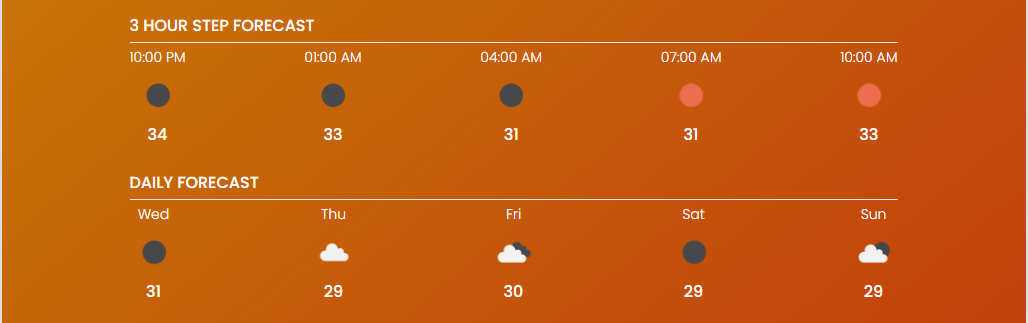 3 HOUR STEP FORECAST
10:00 PM 01:00 AM 04:00 AM 07:00 AM 10:00 AM
34 33 31 31 33
DAILY FORECAST
Wed Thu Fri Sat Sun
31 29 30 29 29